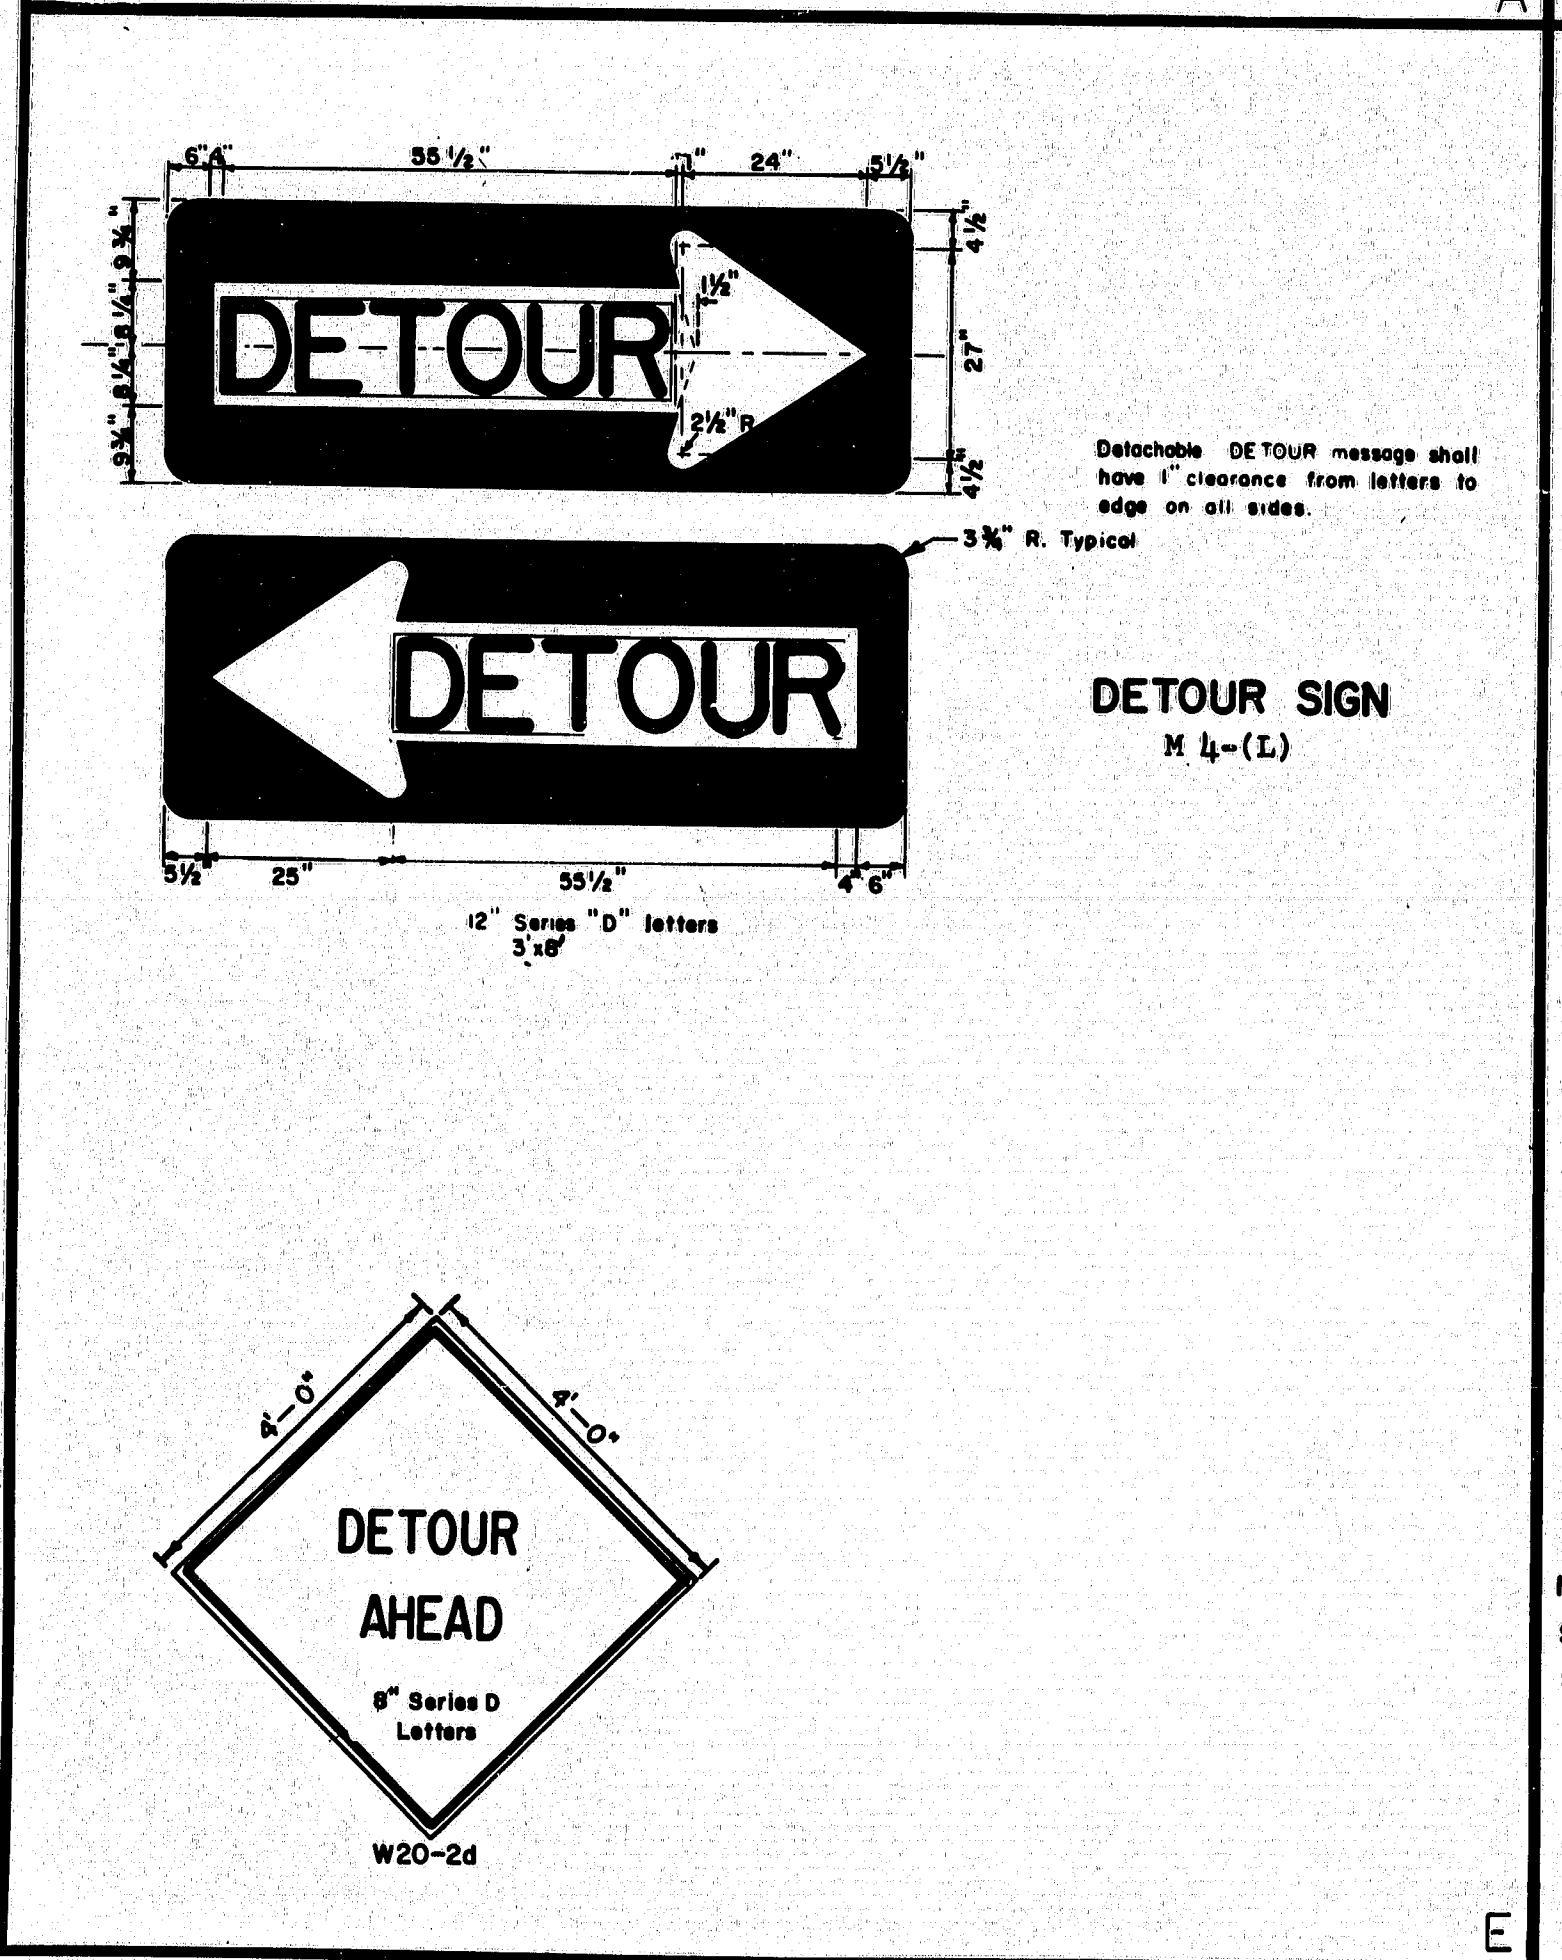 A
6" 4" 55 1/2" 1" 24" 5 1/2"
9 3/4" 8 1/4" 8 1/4" 9 3/4"
DETOUR
1 1/2"
2 1/2" R
4 1/2" 27" 4 1/2"
Detachable DETOUR message shall
have 1" clearance from letters to
edge on all sides.
3 3/4" R. Typical
DETOUR
DETOUR SIGN
M 4-(L)
5 1/2" 25" 55 1/2" 4" 6"
12" Series "D" letters
3'x8'
4'-0"
4'-0"
DETOUR
AHEAD
8" Series D
Letters
W20-2d
E